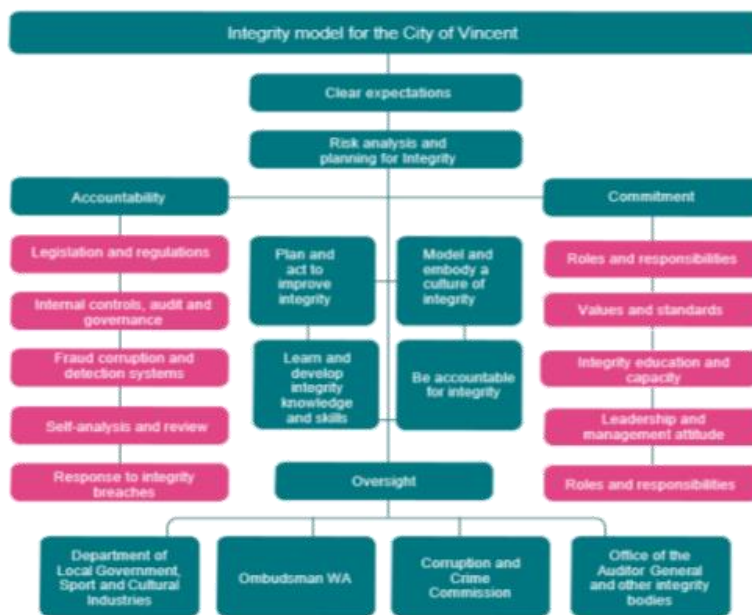 Integrity model for the City of Vincent
Clear expectations
Risk analysis and
planning for Integrity
Accountability
Legislation and regulations
Internal controls, audit and
governance
Fraud corruption and
detection systems
Self-analysis and review
Response to integrity
breaches
Plan and
act to
improve
integrity
Model and
embody a
culture of
integrity
Learn and
develop
integrity
knowledge
and skills
Be accountable
for integrity
Commitment
Roles and responsibilities
Values and standards
Integrity education and
capacity
Leadership and
management attitude
Roles and responsibilities
Oversight
Department of
Local Government,
Sport and Cultural
Industries
Ombudsman WA
Corruption and
Crime
Commission
Office of the
Auditor General
and other integrity
bodies